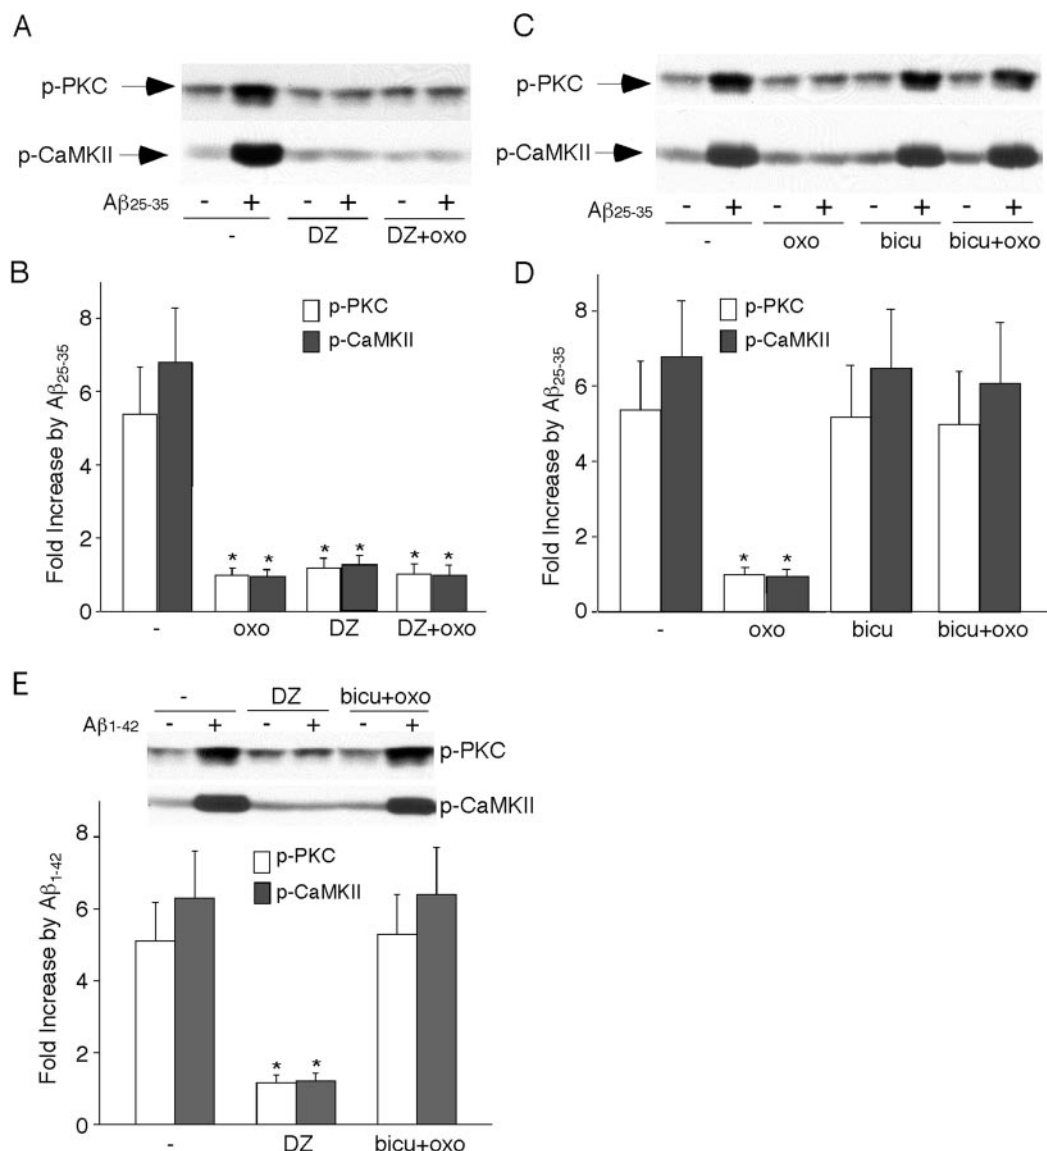 A
p-PKC
p-CaMKII
Aβ25-35 - + - + - +
- DZ DZ+oxo
C
p-PKC
p-CaMKII
Aβ25-35 - + - + - + - +
- oxo bicu bicu+oxo
B
Fold Increase by Aβ25-35
8
6
4
2
0
p-PKC
p-CaMKII
* * * * * *
- oxo DZ DZ+oxo
D
Fold Increase by Aβ25-35
8
6
4
2
0
p-PKC
p-CaMKII
* *
- oxo bicu bicu+oxo
E
- DZ bicu+oxo
Aβ1-42 - + - + - +
p-PKC
p-CaMKII
Fold Increase by Aβ1-42
8
6
4
2
0
p-PKC
p-CaMKII
* *
- DZ bicu+oxo